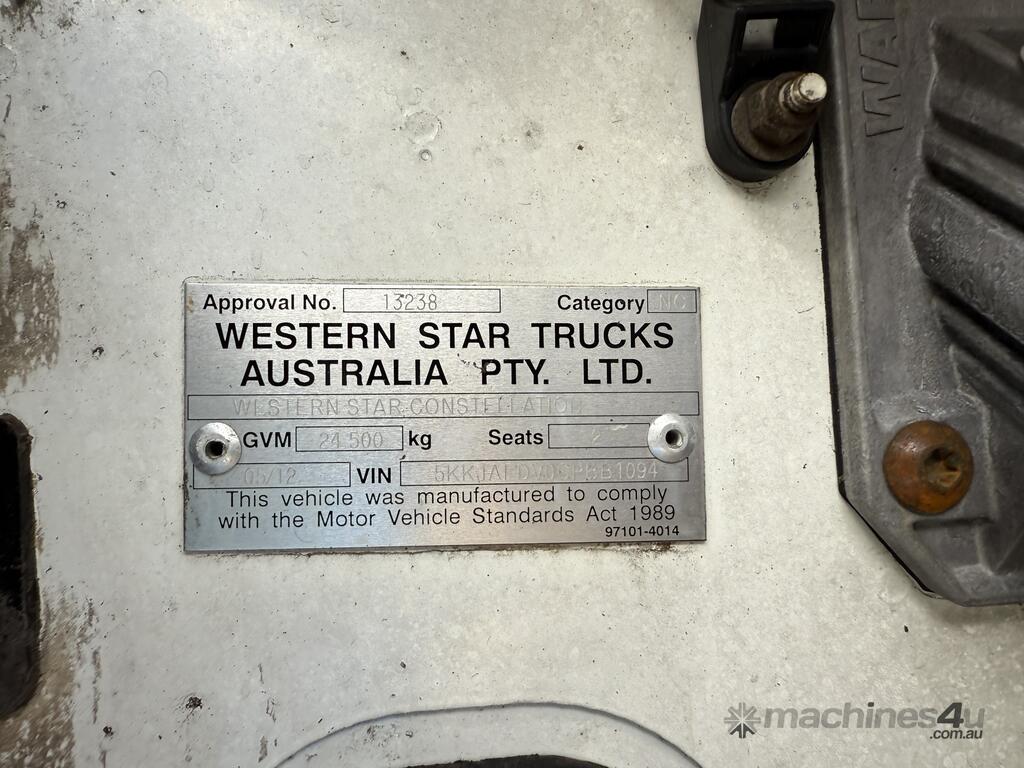 WAB
Approval No. 13238 Category NC
WESTERN STAR TRUCKS
AUSTRALIA PTY. LTD.
WESTERN STAR CONSTELLATION
GVM 24 500 kg Seats 2
05/12 VIN
This vehicle was manufactured to comply
with the Motor Vehicle Standards Act 1989
97101-4014
machines4u
.com.au